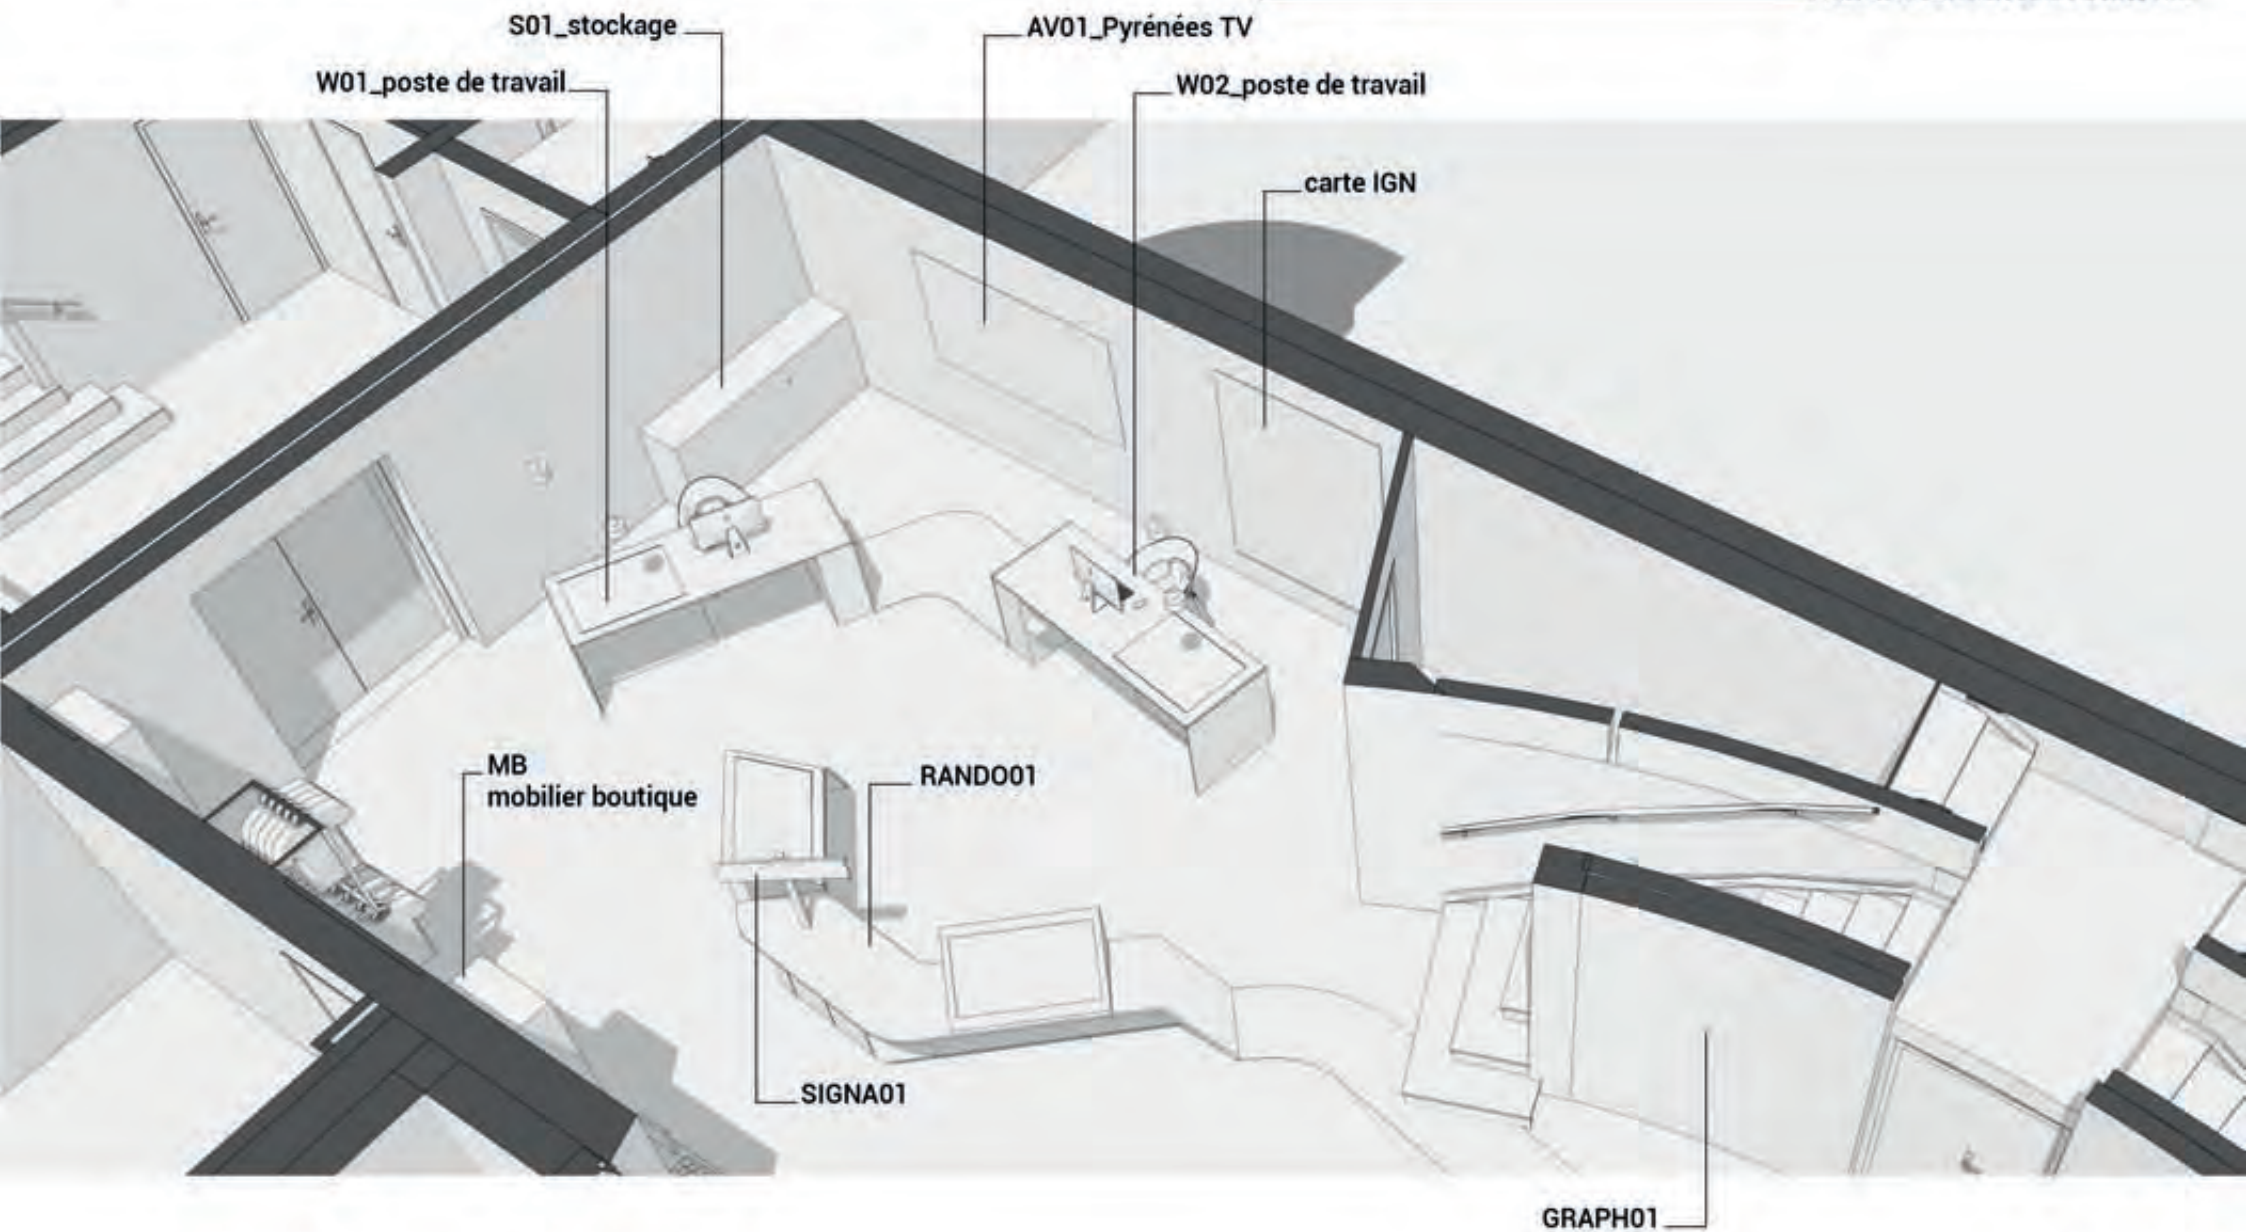 S01_stockage
AV01_Pyrénées TV
W01_poste de travail
W02_poste de travail
carte IGN
MB
mobilier boutique
RANDO01
SIGNA01
GRAPH01